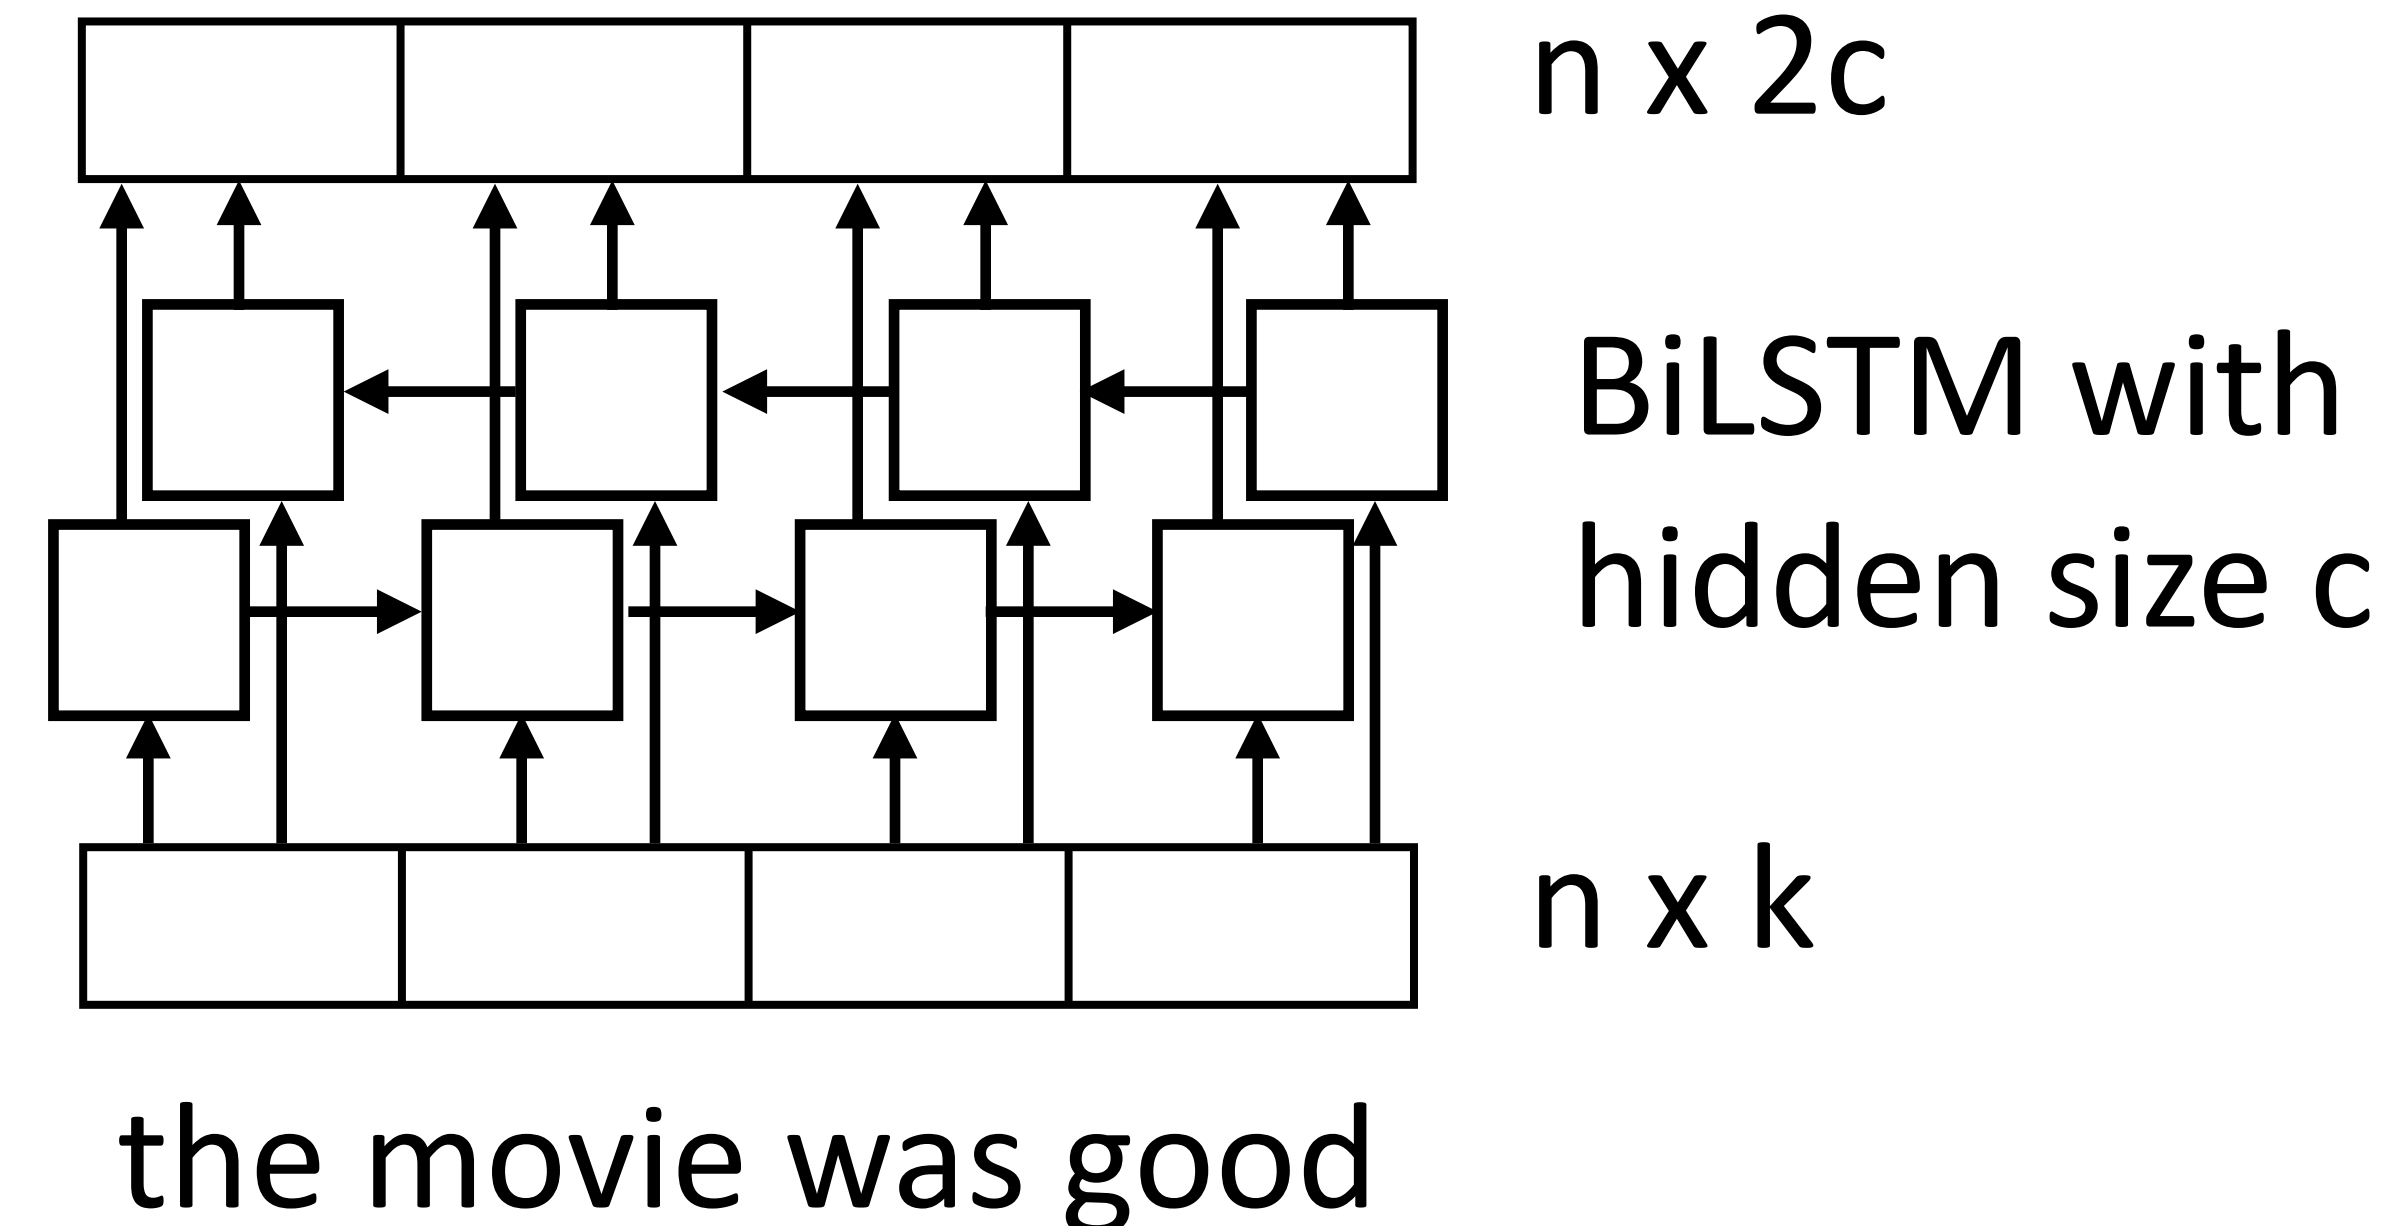 n x 2c
BiLSTM with
hidden size c
n x k
the movie was good